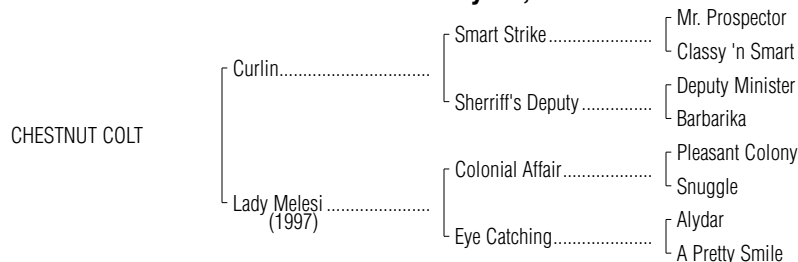 Mr. Prospector
Smart Strike
Classy 'n Smart
Curlin
Deputy Minister
Sherriff's Deputy
Barbarika
CHESTNUT COLT
Pleasant Colony
Colonial Affair
Snuggle
Lady Melesi
(1997)
Alydar
Eye Catching
A Pretty Smile